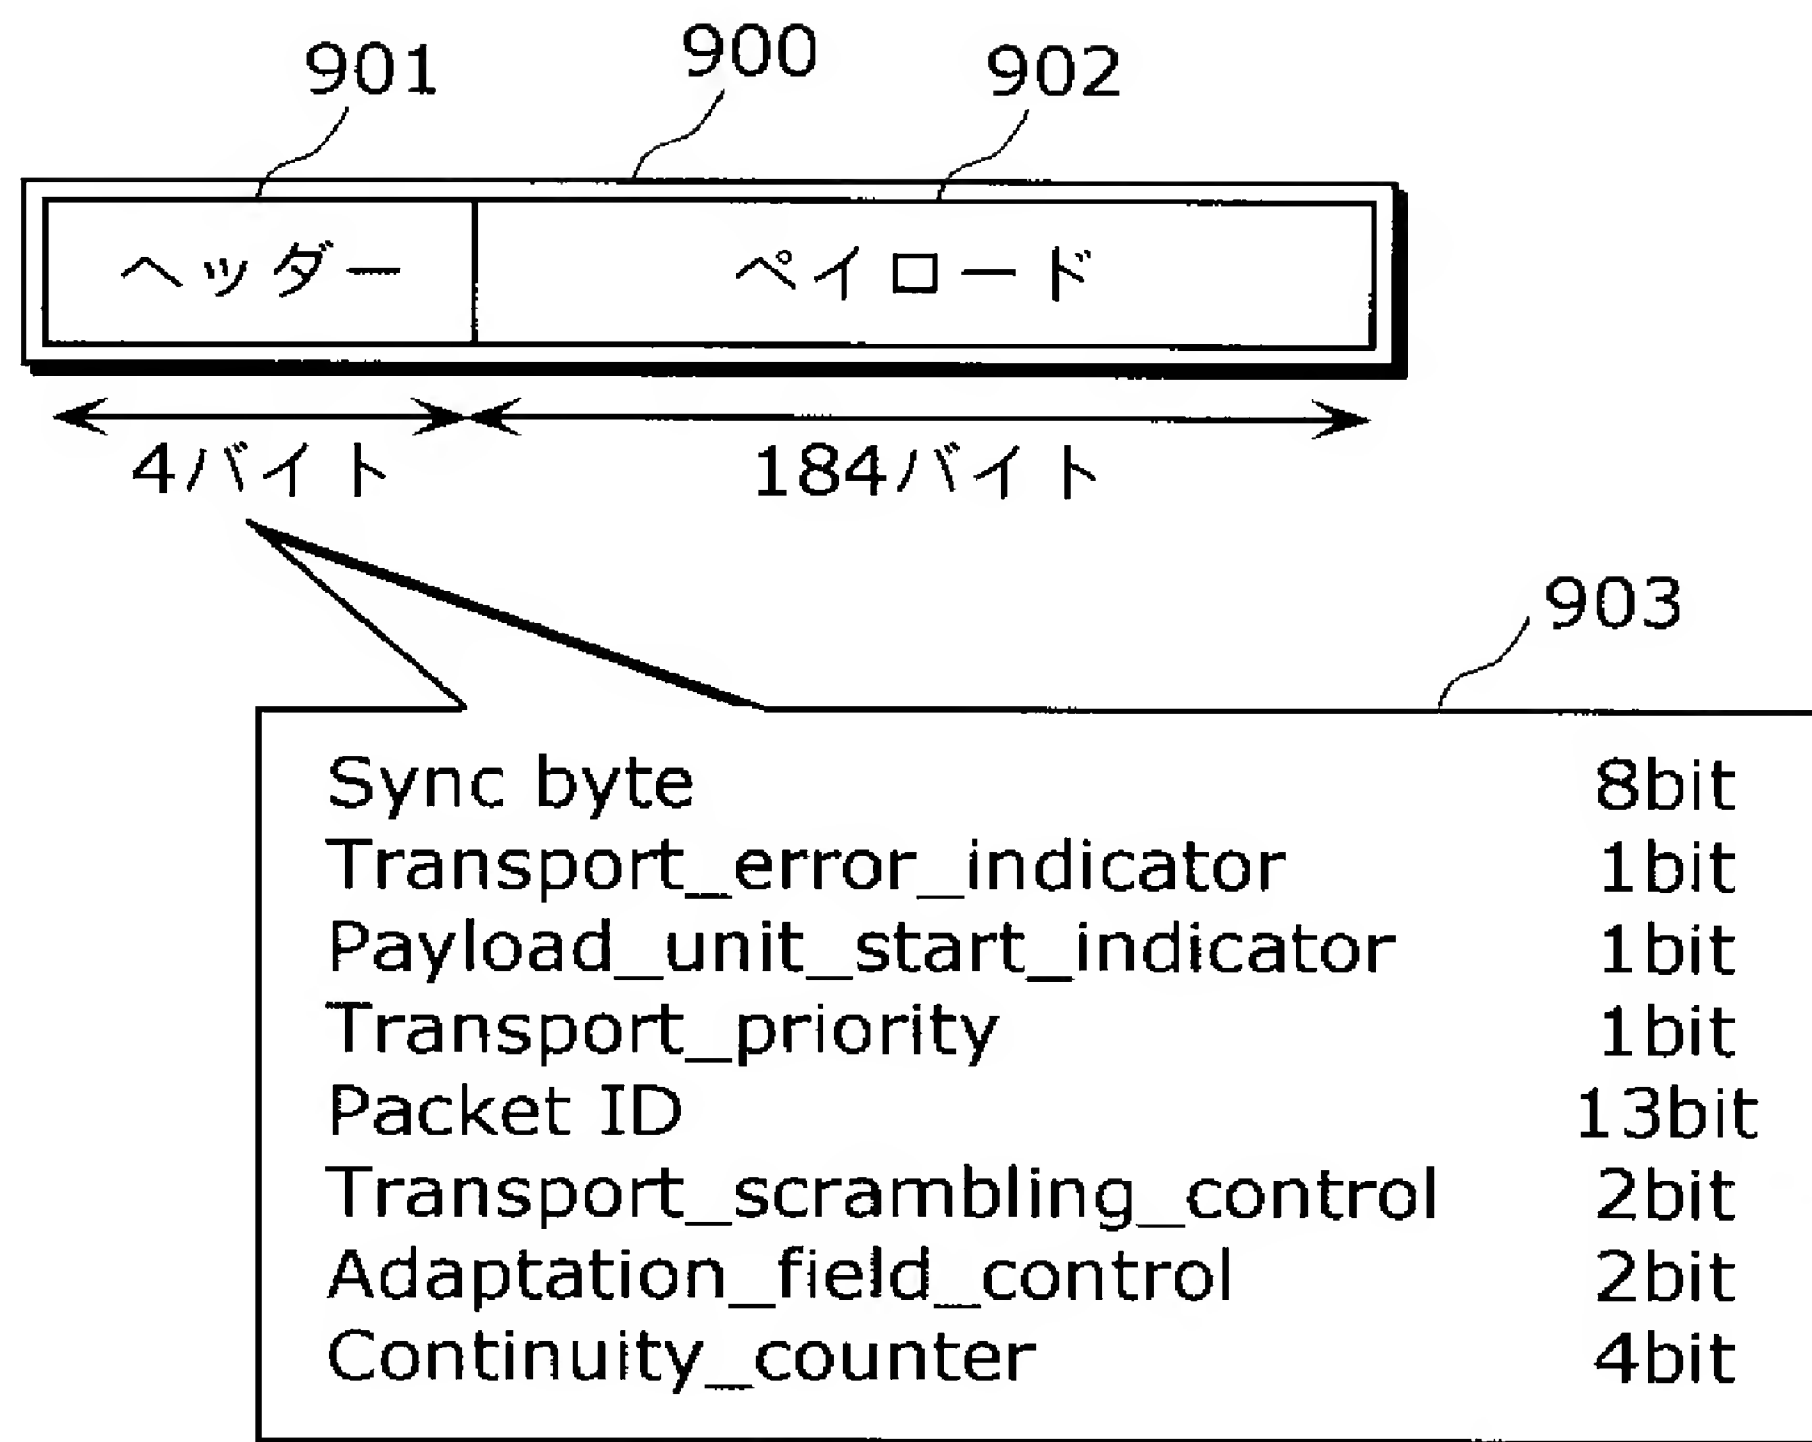 901 900 902
ヘッダー ペイロード
4バイト 184バイト
903
Sync byte 8bit
Transport_error_indicator 1bit
Payload_unit_start_indicator 1bit
Transport_priority 1bit
Packet ID 13bit
Transport_scrambling_control 2bit
Adaptation_field_control 2bit
Continuity_counter 4bit